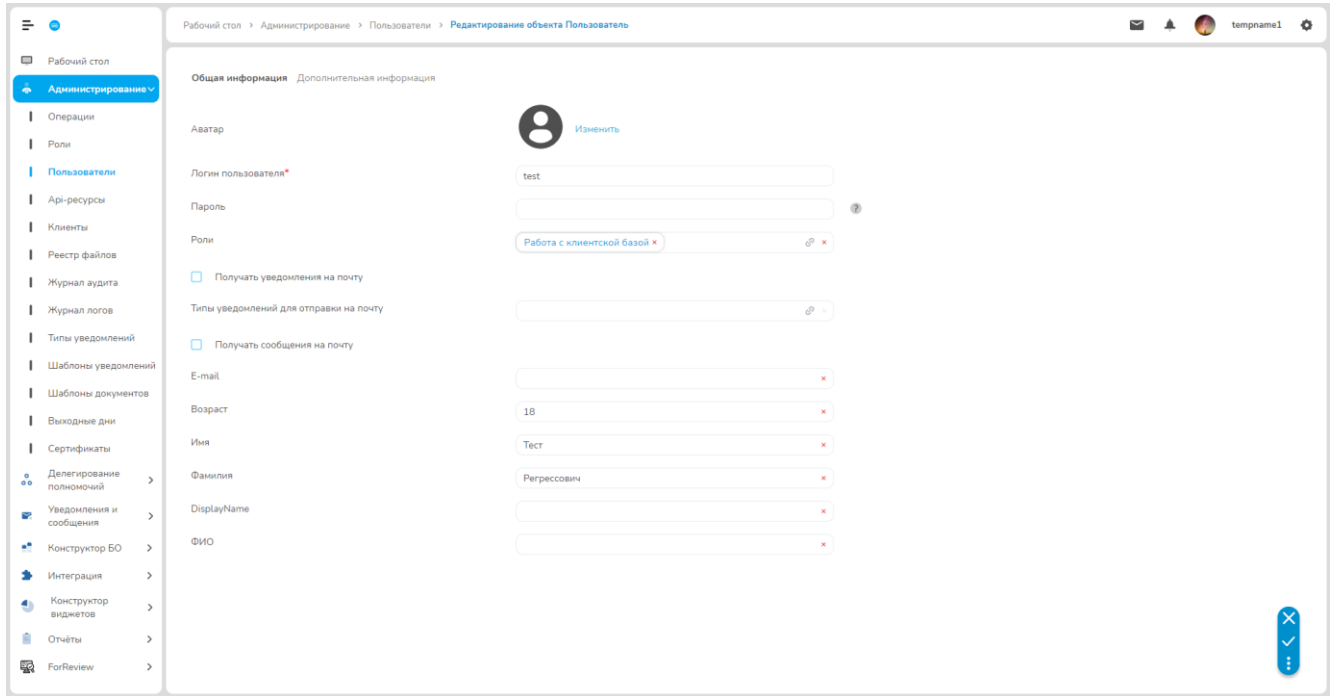 Рабочий стол > Администрирование > Пользователи > Редактирование объекта Пользователь
tempname1
Рабочий стол
Администрирование
Операции
Роли
Пользователи
Api-ресурсы
Клиенты
Реестр файлов
Журнал аудита
Журнал логов
Типы уведомлений
Шаблоны уведомлений
Шаблоны документов
Выходные дни
Сертификаты
Делегирование
полномочий
Уведомления и
сообщения
Конструктор БО
Интеграция
Конструктор
виджетов
Отчёты
ForReview
Общая информация Дополнительная информация
Аватар Изменить
Логин пользователя* test
Пароль ?
Роли Работа с клиентской базой ×
Получать уведомления на почту
Типы уведомлений для отправки на почту
Получать сообщения на почту
E-mail
Возраст 18
Имя Тест
Фамилия Регрессович
DisplayName
ФИО